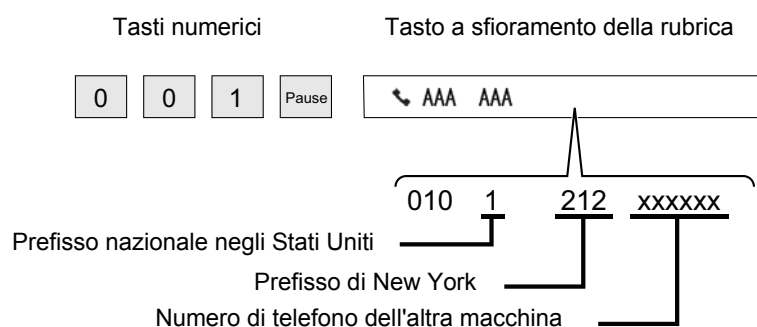 Tasti numerici Tasto a sfioramento della rubrica
0 0 1 Pause AAA AAA
010 1 212 xxxxxx
Prefisso nazionale negli Stati Uniti
Prefisso di New York
Numero di telefono dell'altra macchina